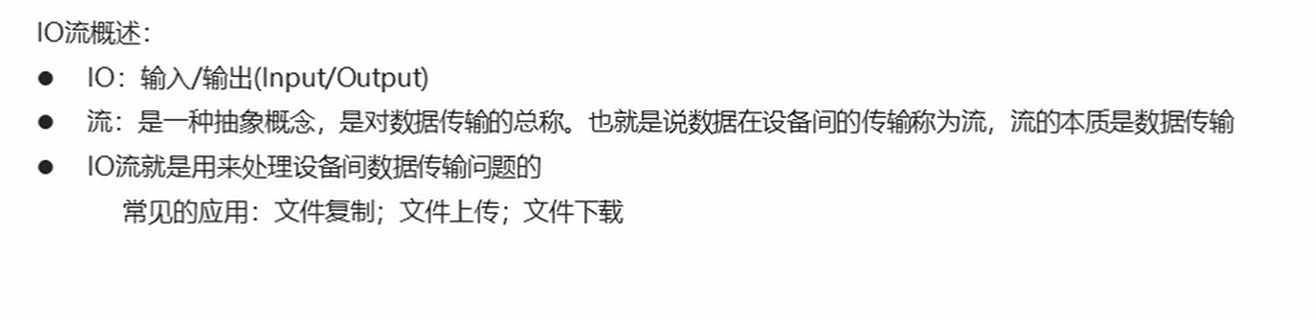 IO流概述：
● IO：输入/输出(Input/Output)
● 流：是一种抽象概念，是对数据传输的总称。也就是说数据在设备间的传输称为流，流的本质是数据传输
● IO流就是用来处理设备间数据传输问题的
常见的应用：文件复制；文件上传；文件下载